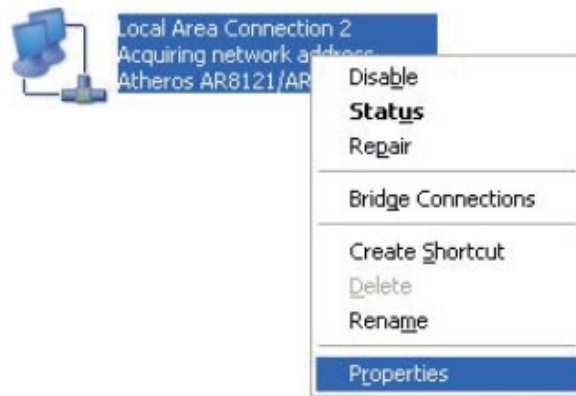 Local Area Connection 2
Acquiring network address
Atheros AR8121/AR
Disable
Status
Repair
Bridge Connections
Create Shortcut
Delete
Rename
Properties